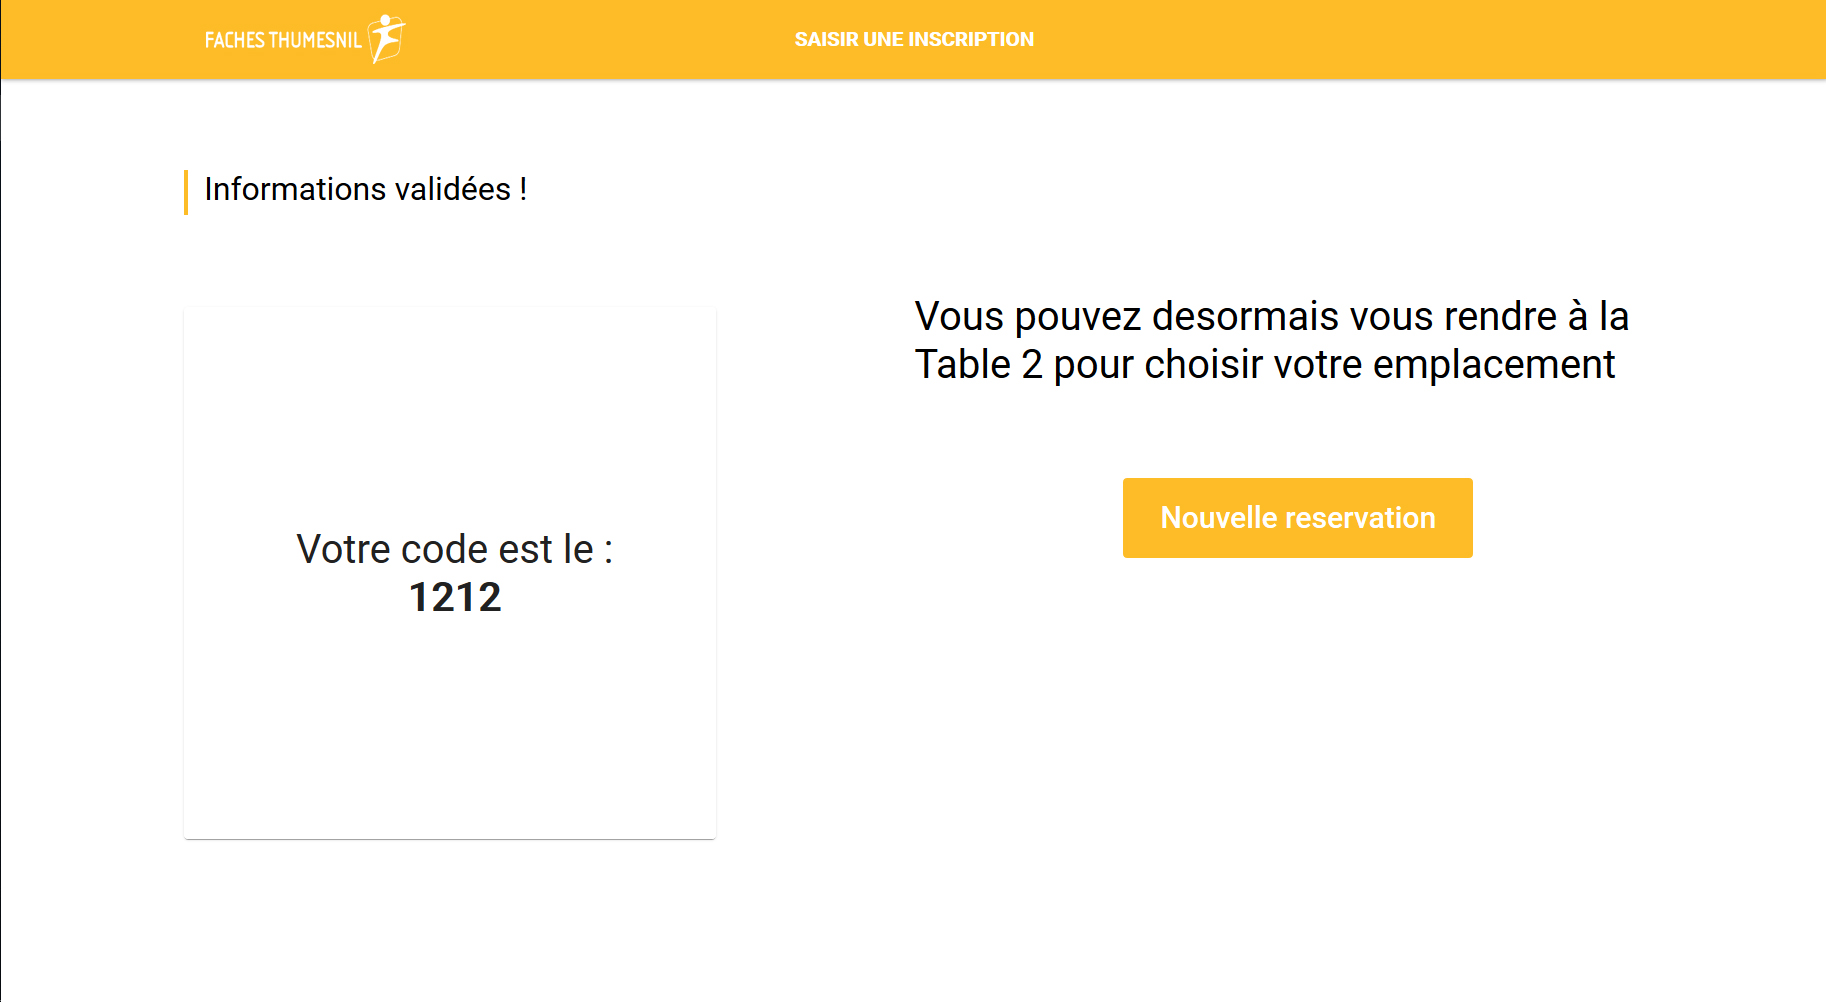 FACHES THUMESNIL
SAISIR UNE INSCRIPTION
Informations validées !
Vous pouvez desormais vous rendre à la
Table 2 pour choisir votre emplacement
Nouvelle reservation
Votre code est le :
1212